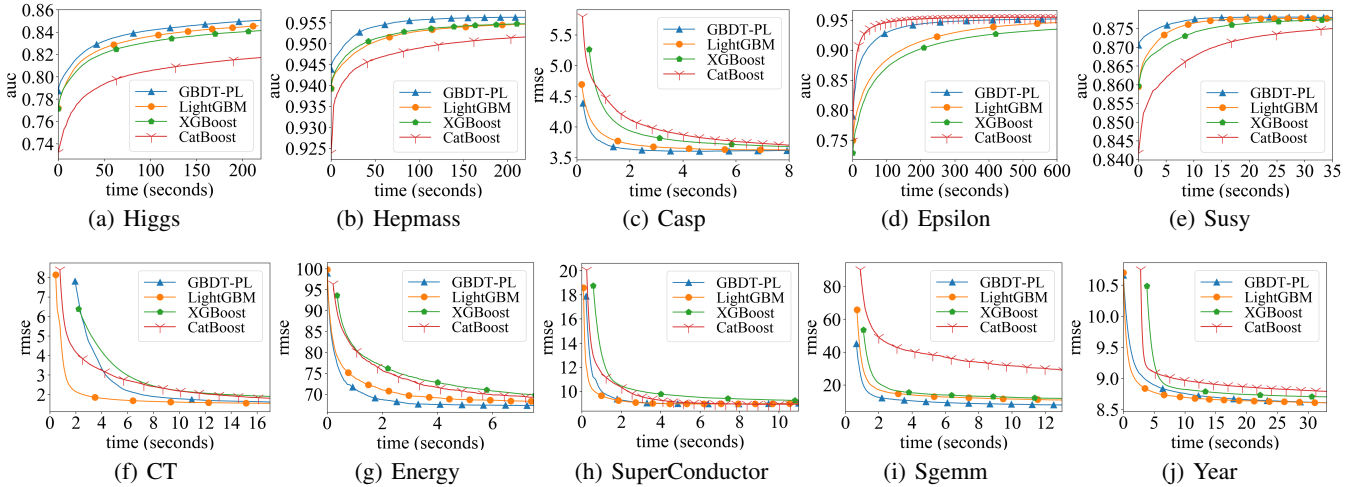 0.86
0.84
0.82
0.80
0.78
0.76
0.74
auc
GBDT-PL
LightGBM
XGBoost
CatBoost
0 50 100 150 200
time (seconds)
(a) Higgs
0.955
0.950
0.945
0.940
0.935
0.930
0.925
auc
GBDT-PL
LightGBM
XGBoost
CatBoost
0 50 100 150 200
time (seconds)
(b) Hepmass
5.5
5.0
4.5
4.0
3.5
rmse
GBDT-PL
LightGBM
XGBoost
CatBoost
0 2 4 6 8
time (seconds)
(c) Casp
0.95
0.90
0.85
0.80
0.75
auc
GBDT-PL
LightGBM
XGBoost
CatBoost
0 100 200 300 400 500 600
time (seconds)
(d) Epsilon
0.875
0.870
0.865
0.860
0.855
0.850
0.845
0.840
auc
GBDT-PL
LightGBM
XGBoost
CatBoost
0 5 10 15 20 25 30 35
time (seconds)
(e) Susy
8
7
6
5
4
3
2
rmse
GBDT-PL
LightGBM
XGBoost
CatBoost
0 2 4 6 8 10 12 14 16
time (seconds)
(f) CT
100
95
90
85
80
75
70
rmse
GBDT-PL
LightGBM
XGBoost
CatBoost
0 2 4 6
time (seconds)
(g) Energy
20
18
16
14
12
10
rmse
GBDT-PL
LightGBM
XGBoost
CatBoost
0 2 4 6 8 10
time (seconds)
(h) SuperConductor
80
60
40
20
rmse
GBDT-PL
LightGBM
XGBoost
CatBoost
0 2 4 6 8 10 12
time (seconds)
(i) Sgemm
10.5
10.0
9.5
9.0
8.5
rmse
GBDT-PL
LightGBM
XGBoost
CatBoost
0 5 10 15 20 25 30
time (seconds)
(j) Year